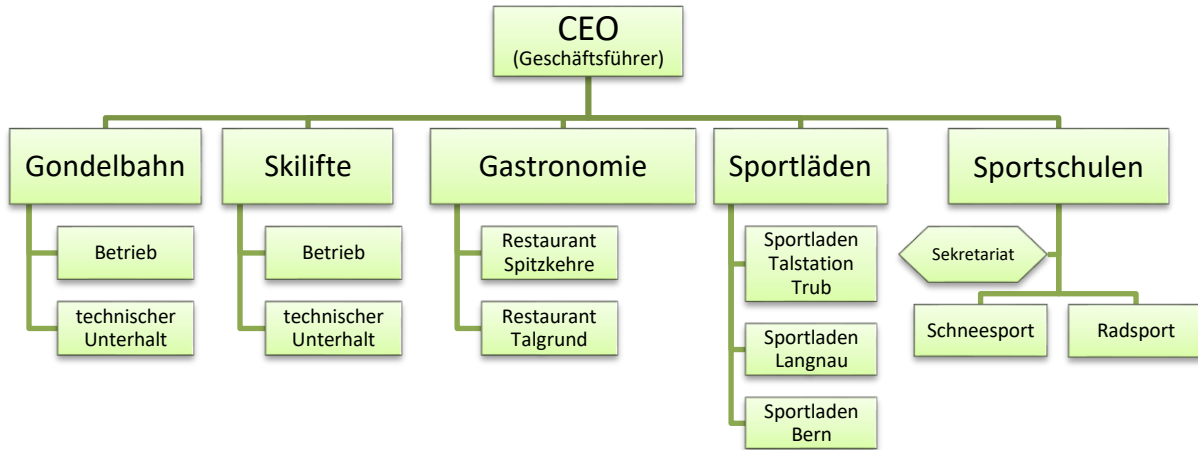 CEO
(Geschäftsführer)
Gondelbahn
Skilifte
Gastronomie
Sportläden
Sportschulen
Betrieb
technischer
Unterhalt
Betrieb
technischer
Unterhalt
Restaurant
Spitzkehre
Restaurant
Talgrund
Sportladen
Talstation
Trub
Sportladen
Langnau
Sportladen
Bern
Sekretariat
Schneesport
Radsport